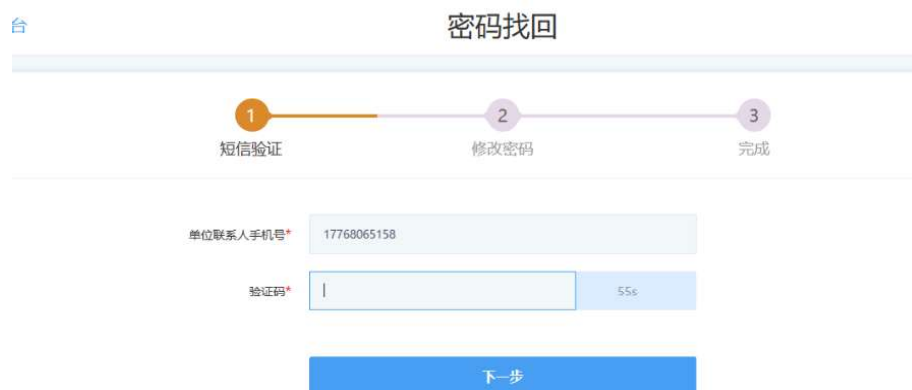 台
密码找回
1 2 3
短信验证 修改密码 完成
单位联系人手机号* 17768065158
验证码* 55s
下一步